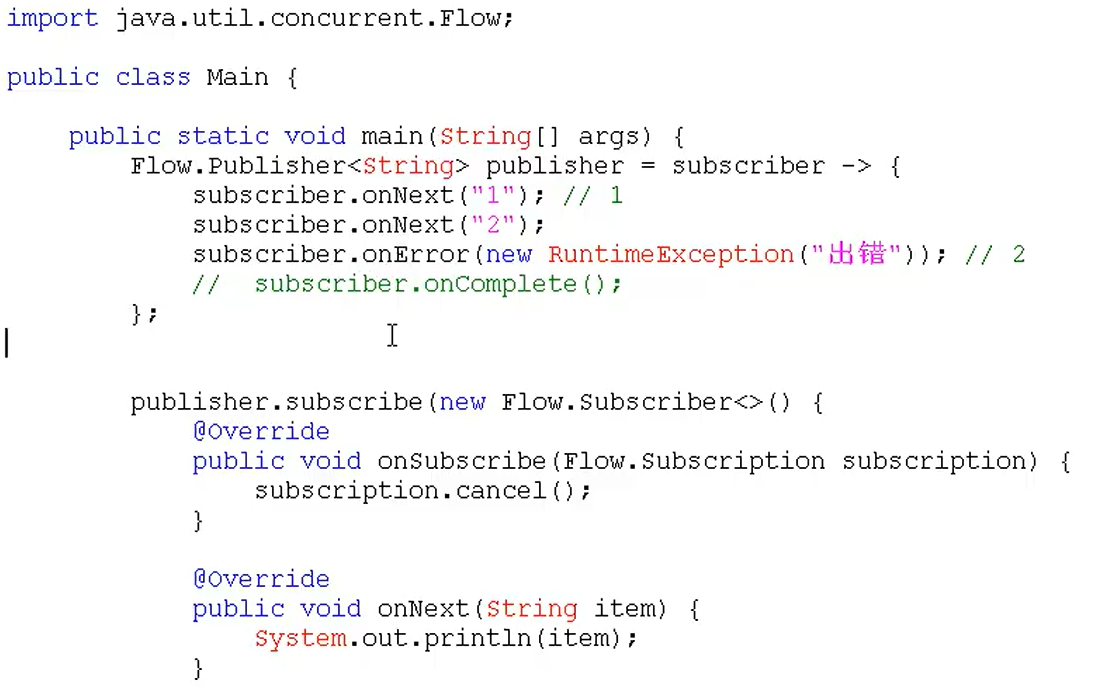 import java.util.concurrent.Flow;
public class Main {
public static void main(String[] args) {
Flow.Publisher<String> publisher = subscriber -> {
subscriber.onNext("1"); // 1
subscriber.onNext("2");
subscriber.onError(new RuntimeException("出错")); // 2
// subscriber.onComplete();
};
publisher.subscribe(new Flow.Subscriber<>() {
@Override
public void onSubscribe(Flow.Subscription subscription) {
subscription.cancel();
}
@Override
public void onNext(String item) {
System.out.println(item);
}